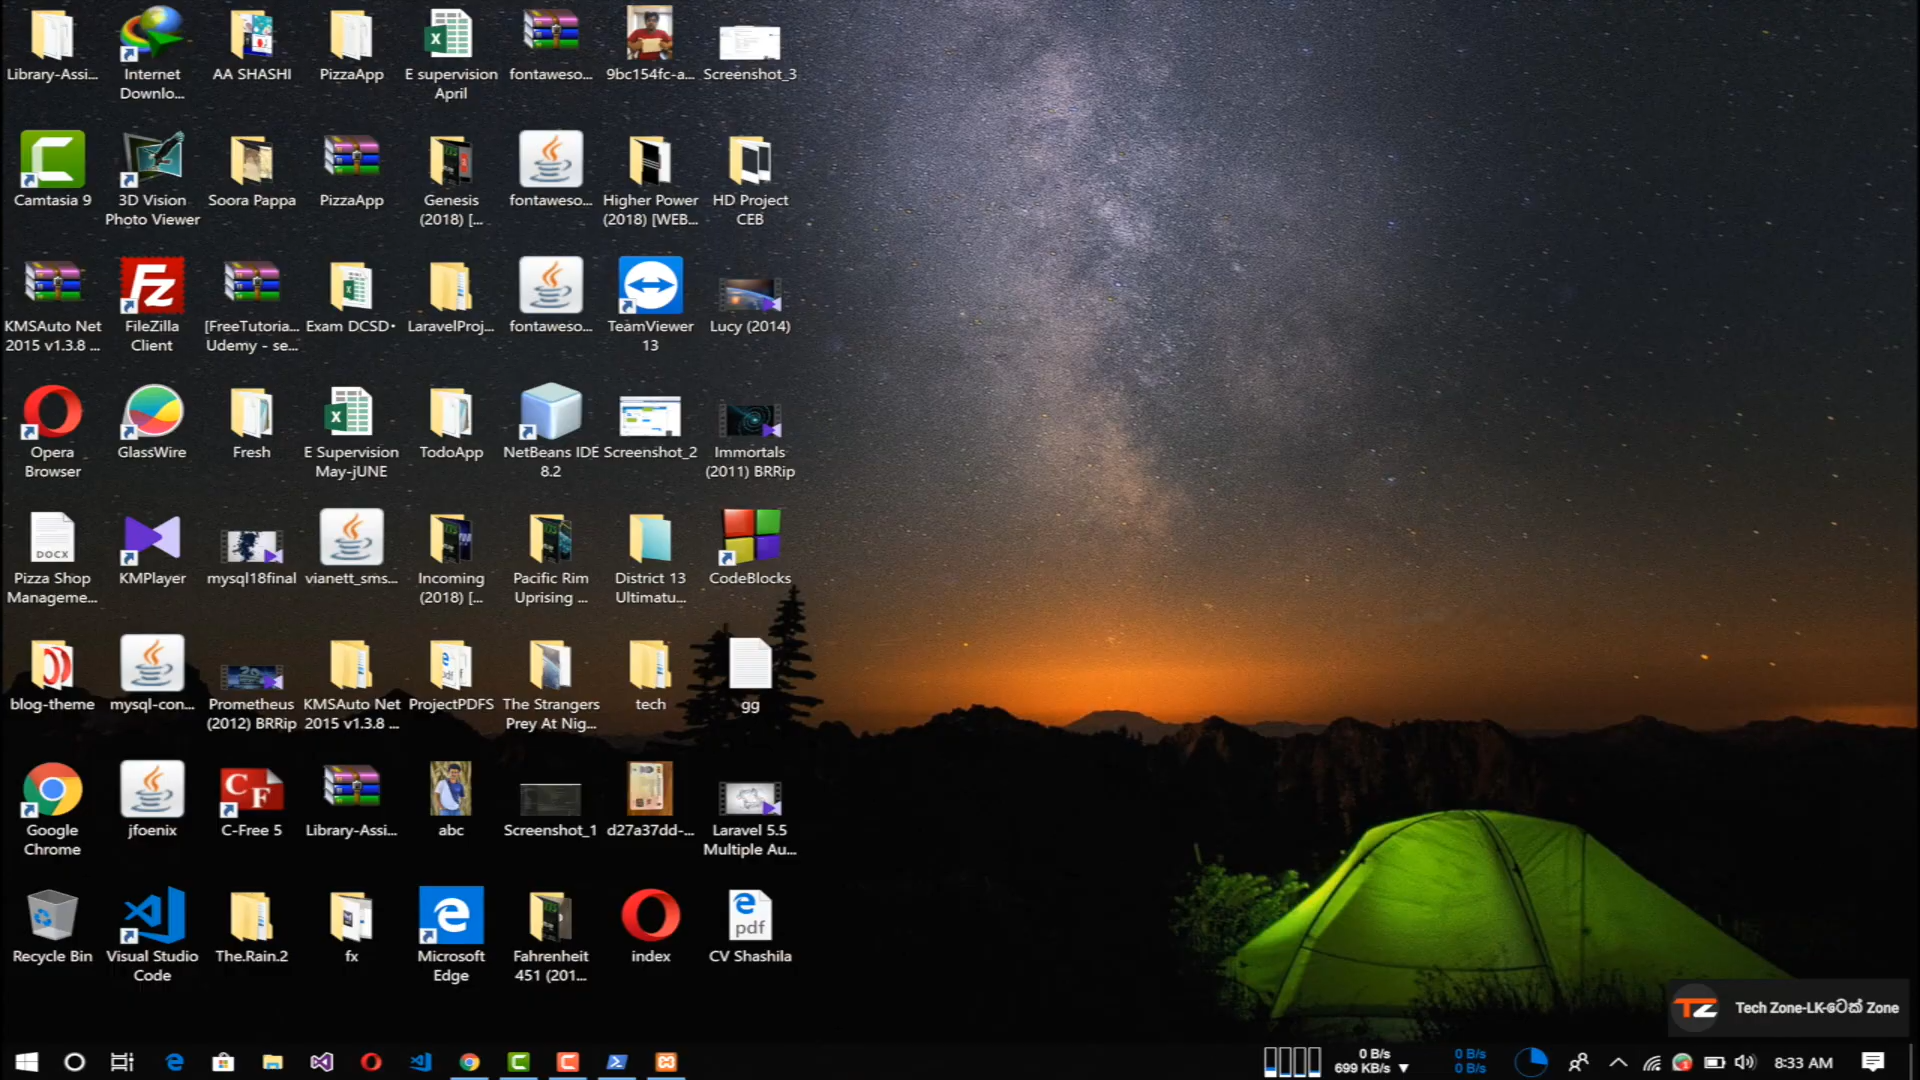 Library-Assi...
Internet
Downlo...
AA SHASHI
PizzaApp
E supervision
April
fontaweso...
9bc154fc-a...
Screenshot_3
Camtasia 9
3D Vision
Photo Viewer
Soora Pappa
PizzaApp
Genesis
(2018) [...
fontaweso...
Higher Power
(2018) [WEB...
HD Project
CEB
KMSAuto Net
2015 v1.3.8 ...
FileZilla
Client
[FreeTutoria...
Udemy - se...
Exam DCSD•
LaravelProj...
fontaweso...
TeamViewer
13
Lucy (2014)
Opera
Browser
GlassWire
Fresh
E Supervision
May-jUNE
TodoApp
NetBeans IDE
8.2
Screenshot_2
Immortals
(2011) BRRip
DOCX
Pizza Shop
Manageme...
KMPlayer
mysql18final
vianett_sms...
Incoming
(2018) [...
Pacific Rim
Uprising ...
District 13
Ultimatu...
CodeBlocks
blog-theme
mysql-con...
Prometheus
(2012) BRRip
KMSAuto Net
2015 v1.3.8 ...
ProjectPDFS
The Strangers
Prey At Nig...
tech
gg
Google
Chrome
jfoenix
C-Free 5
Library-Assi...
abc
Screenshot_1
d27a37dd-...
Laravel 5.5
Multiple Au...
Recycle Bin
Visual Studio
Code
The.Rain.2
fx
Microsoft
Edge
Fahrenheit
451 (201...
index
pdf
CV Shashila
TZ
Tech Zone-LK-ටෙක් Zone
0 B/s
699 KB/s
0 B/s
0 B/s
8:33 AM